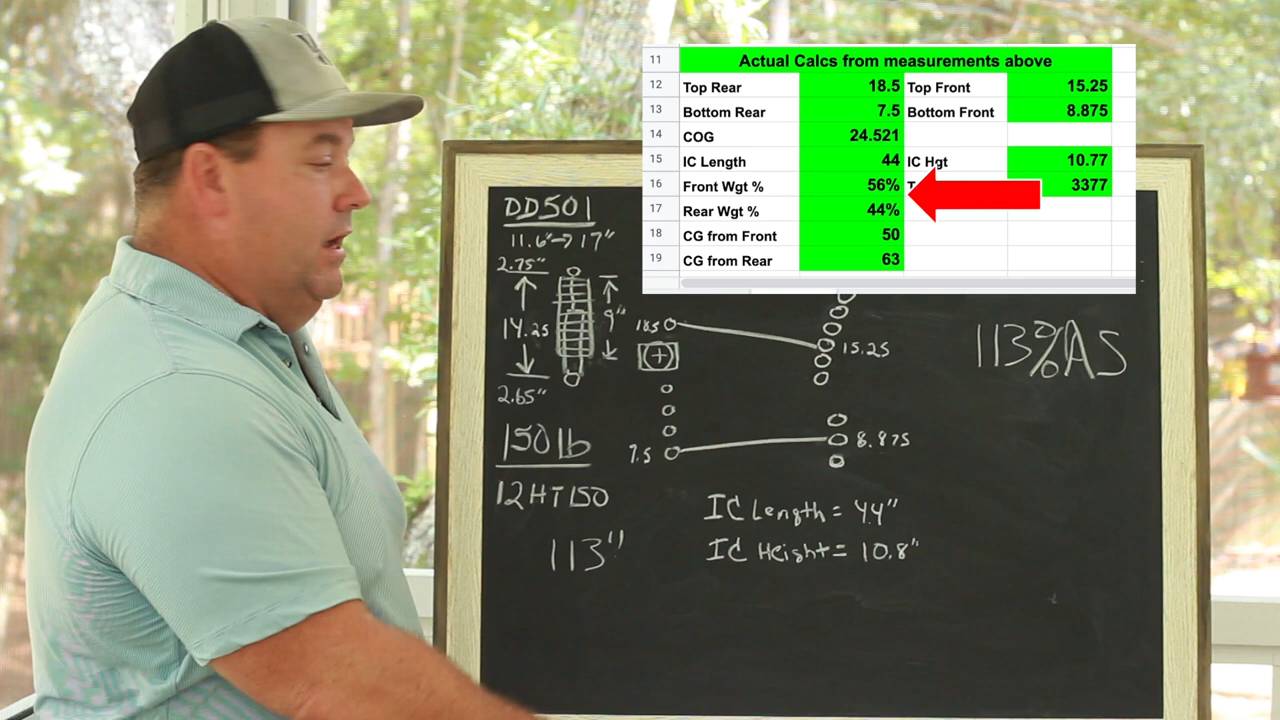 11 Actual Calcs from measurements above
12 Top Rear 18.5 Top Front 15.25
13 Bottom Rear 7.5 Bottom Front 8.875
14 COG 24.521
15 IC Length 44 IC Hgt 10.77
16 Front Wgt % 56% 3377
17 Rear Wgt % 44%
18 CG from Front 50
19 CG from Rear 63
DD501
11.6"→17"
2.75"
14.25
9"
2.65"
150lb
12HT150
113"
18.5
15.25
7.5
8.875
IC Length = 44"
IC Height = 10.8"
113%AS